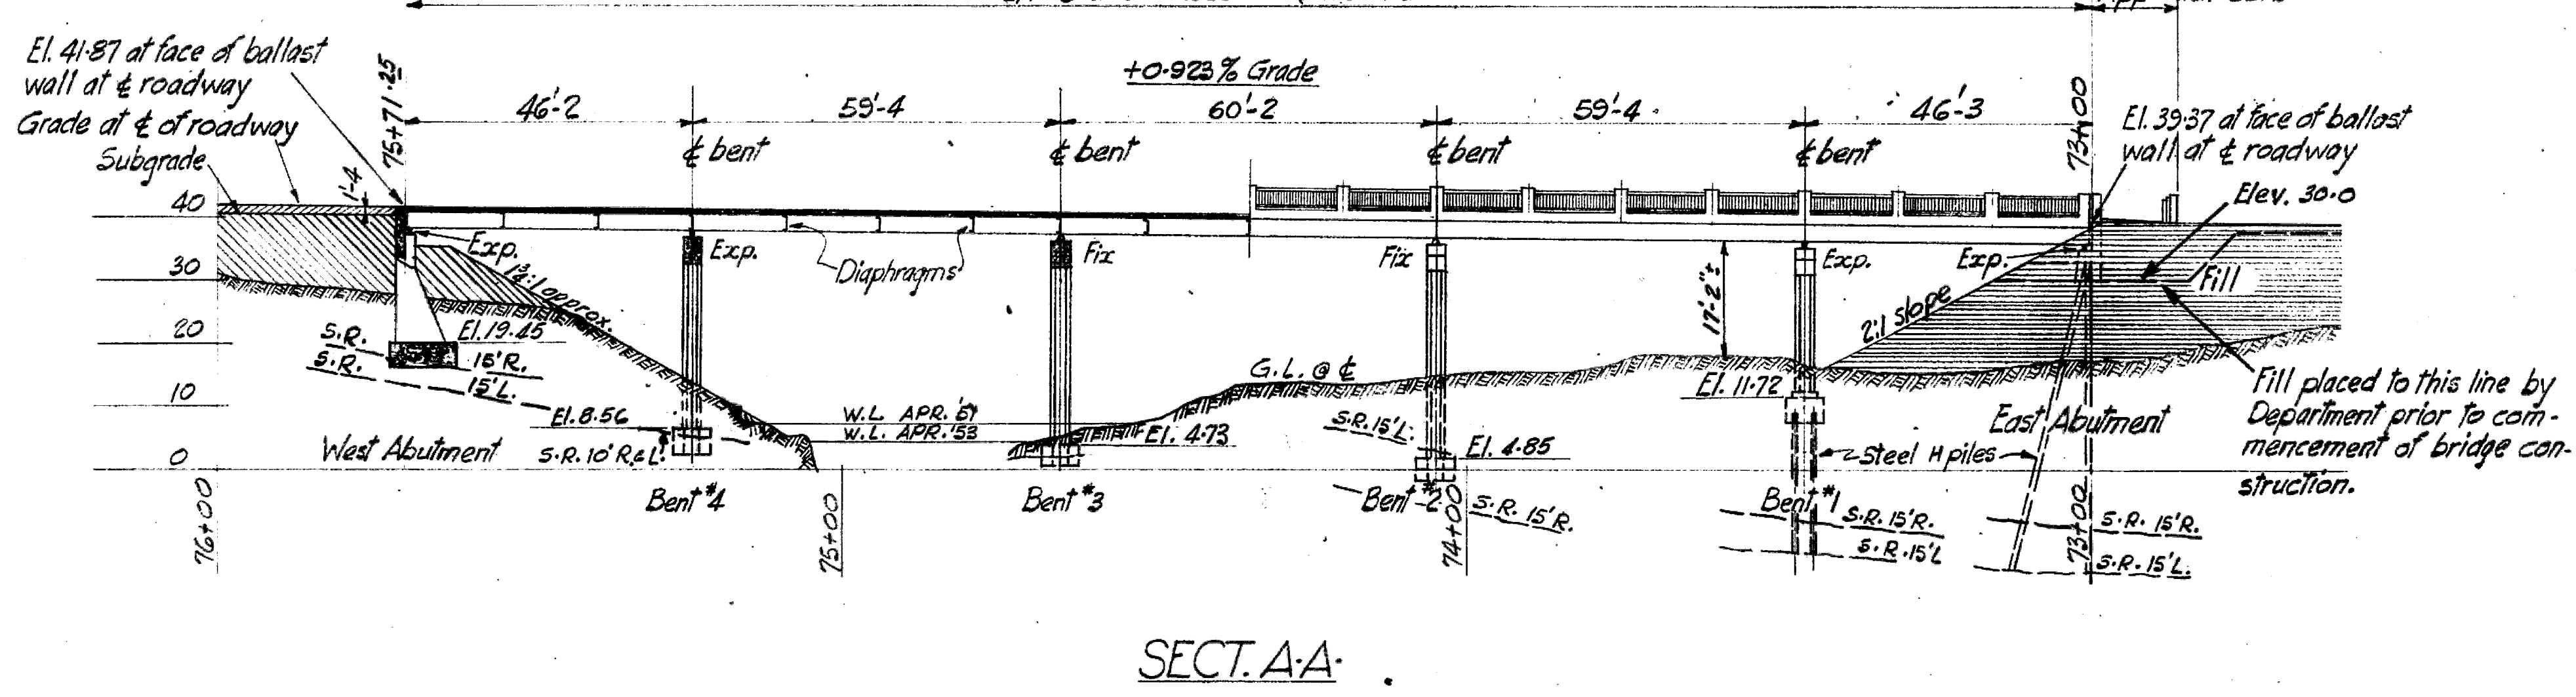 El. 41·87 at face of ballast
wall at ℄ roadway
Grade at ℄ of roadway
Subgrade
1'-4
75+71·25
+0·923% Grade
46'-2
59'-4
60'-2
59'-4
46'-3
℄ bent
℄ bent
℄ bent
℄ bent
73+00
El. 39·37 at face of ballast
wall at ℄ roadway
Elev. 30·0
40
30
20
10
0
Exp.
Exp.
Diaphragms
Fix
Fix
Exp.
Exp.
Fill
1¾:1 approx.
17'-2"±
2:1 slope
S.R.
S.R.
El. 19·45
15'R.
15'L.
El. 8·56
S.R. 10' R.&L.
West Abutment
W.L. APR. '51
W.L. APR. '53
El. 4·73
G.L. @ ℄
S.R. 15'L.
El. 4·85
El. 11·72
Steel H piles
East Abutment
Fill placed to this line by
Department prior to com-
mencement of bridge con-
struction.
Bent #4
Bent #3
Bent #2
Bent #1
76+00
75+00
74+00
73+00
S.R. 15'R.
S.R. 15'R.
S.R. 15'L
S.R. 15'R.
S.R. 15'L.
SECT. A·A·